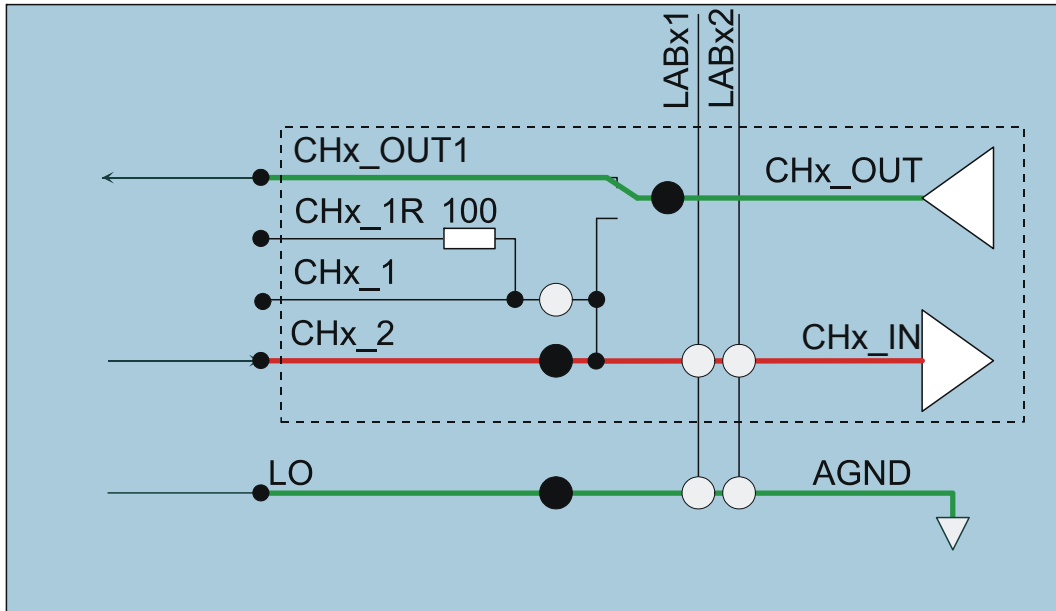 LABx1
LABx2
CHx_OUT1
CHx_OUT
CHx_1R 100
CHx_1
CHx_2
CHx_IN
LO
AGND